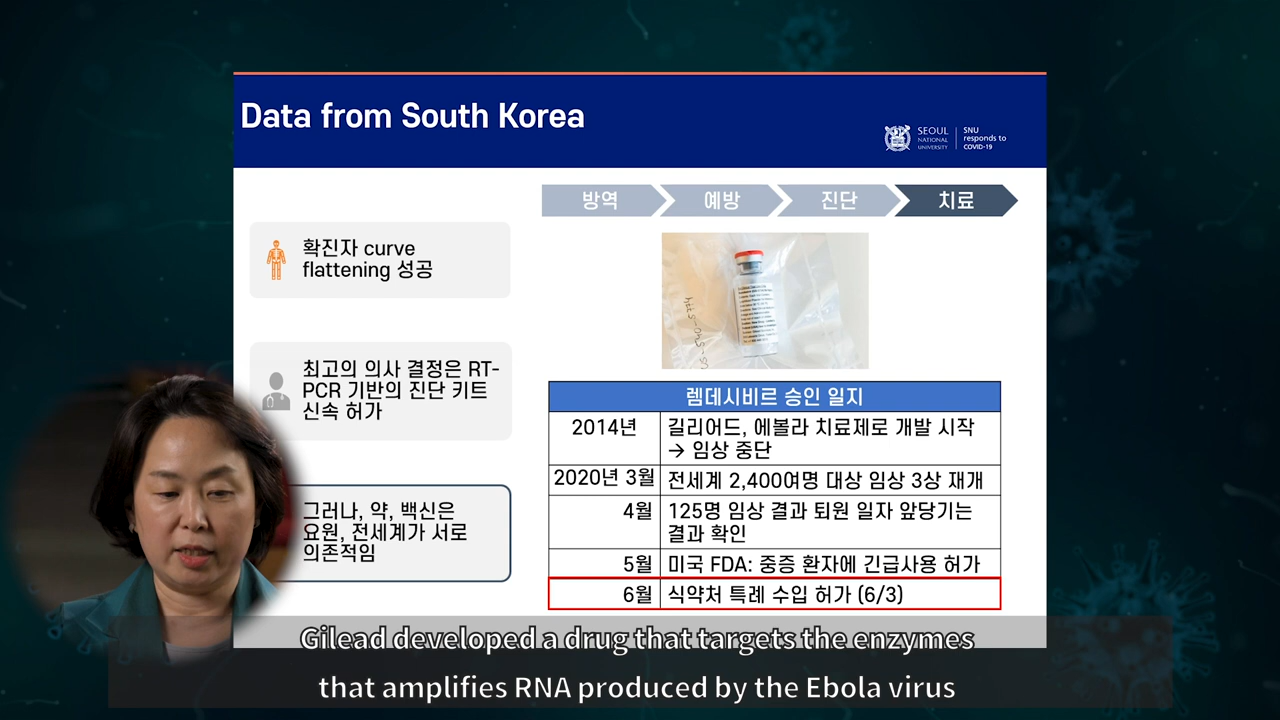 Data from South Korea
SEOUL
NATIONAL
UNIVERSITY
SNU
responds to
COVID-19
방역
예방
진단
치료
확진자 curve
flattening 성공
최고의 의사 결정은 RT-
PCR 기반의 진단 키트
신속 허가
그러나, 약, 백신은
요원, 전세계가 서로
의존적임
렘데시비르 승인 일지
2014년
길리어드, 에볼라 치료제로 개발 시작
→ 임상 중단
2020년 3월
전세계 2,400여명 대상 임상 3상 재개
4월
125명 임상 결과 퇴원 일자 앞당기는
결과 확인
5월
미국 FDA: 중증 환자에 긴급사용 허가
6월
식약처 특례 수입 허가 (6/3)
Gilead developed a drug that targets the enzymes
that amplifies RNA produced by the Ebola virus